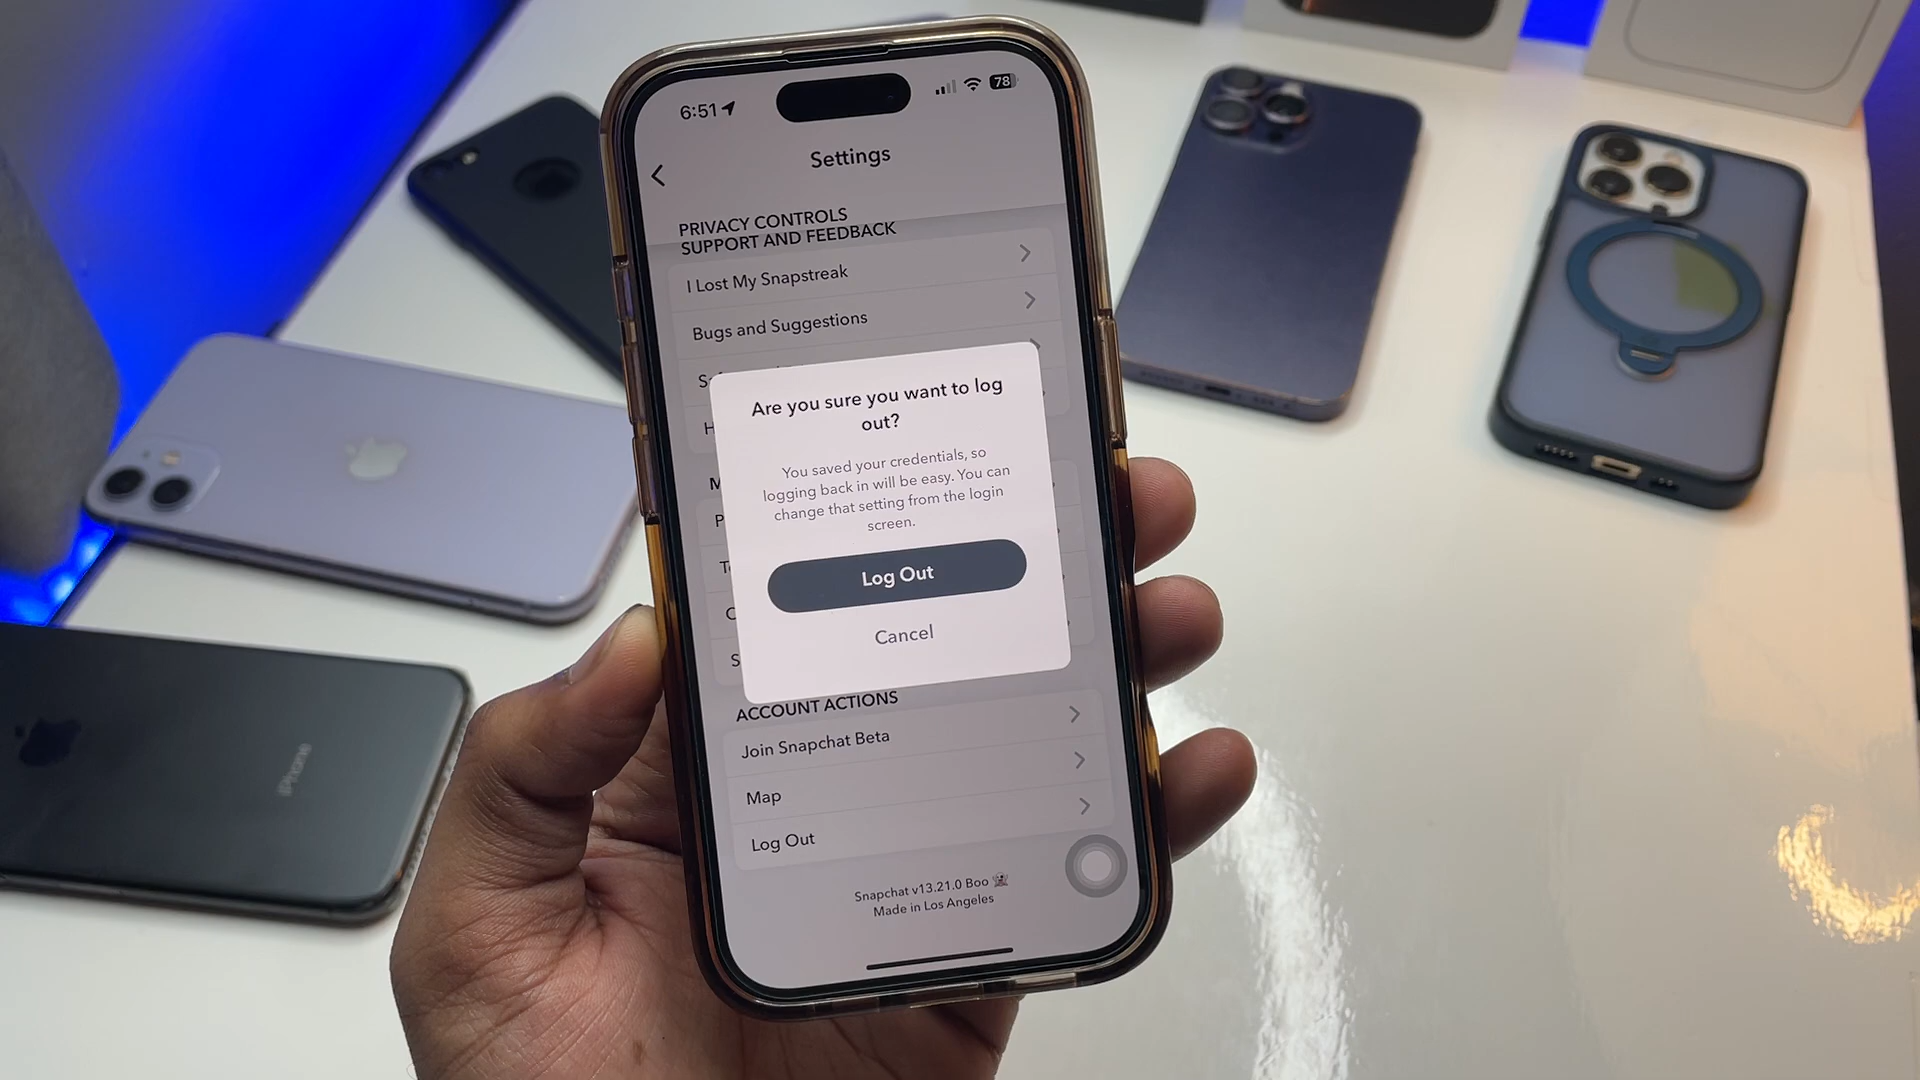 6:51
78
Settings
PRIVACY CONTROLS
SUPPORT AND FEEDBACK
I Lost My Snapstreak
Bugs and Suggestions
Are you sure you want to log
out?
You saved your credentials, so
logging back in will be easy. You can
change that setting from the login
screen.
Log Out
Cancel
ACCOUNT ACTIONS
Join Snapchat Beta
Map
Log Out
Snapchat v13.21.0 Boo
Made in Los Angeles
iPhone